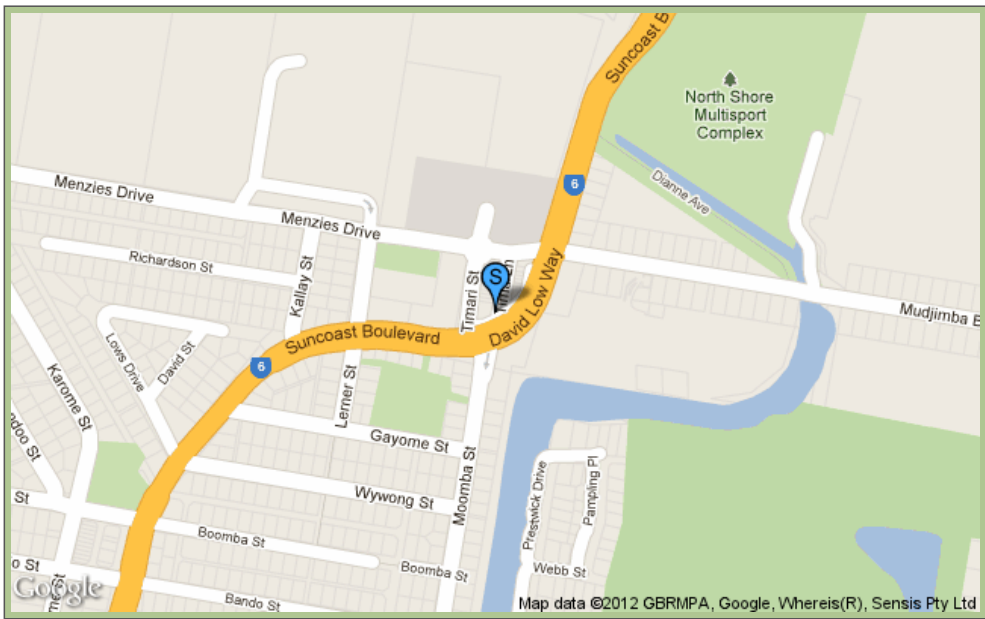 Suncoast B
North Shore
Multisport
Complex
6
Dianne Ave
Menzies Drive
Menzies Drive
Richardson St
Kallay St
Timari St
S
David Low Way
Mudjimba
Suncoast Boulevard
6
Lows Drive
David St
Karome St
Lerner St
Gayome St
Moomba St
Wywong St
Prestwick Drive
Pampling Pl
St
Boomba St
Boomba St
Webb St
o St
Bando St
Google
Map data ©2012 GBRMPA, Google, Whereis(R), Sensis Pty Ltd